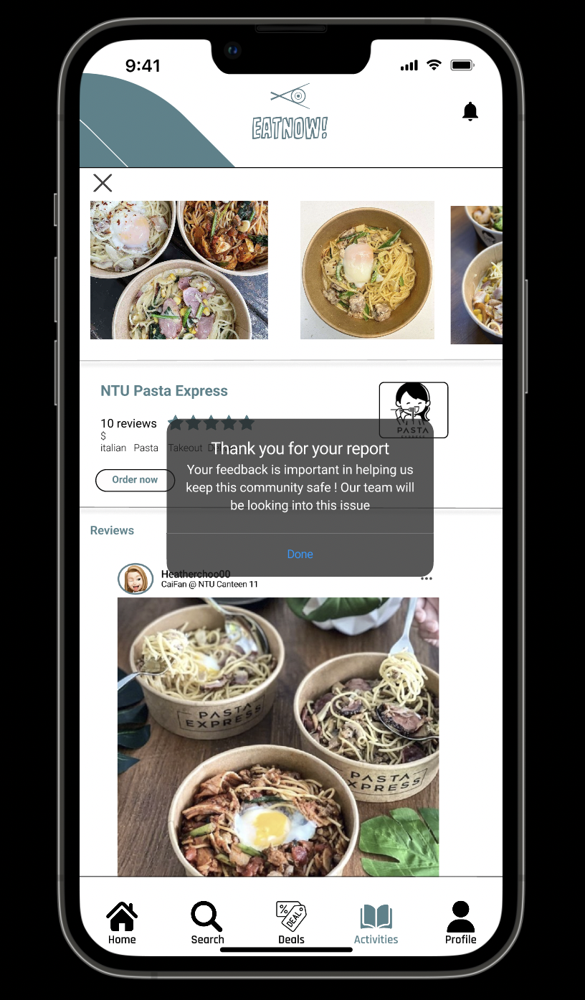 9:41
EATNOW!
NTU Pasta Express
10 reviews
$
italian Pasta Takeout
PASTA
EXPRESS
Order now
Thank you for your report
Your feedback is important in helping us
keep this community safe ! Our team will
be looking into this issue
Done
Reviews
Heatherchoo00
CaiFan @ NTU Canteen 11
PASTA
EXPRESS
PASTA
EXPRESS
%
DEAL
Home
Search
Deals
Activities
Profile